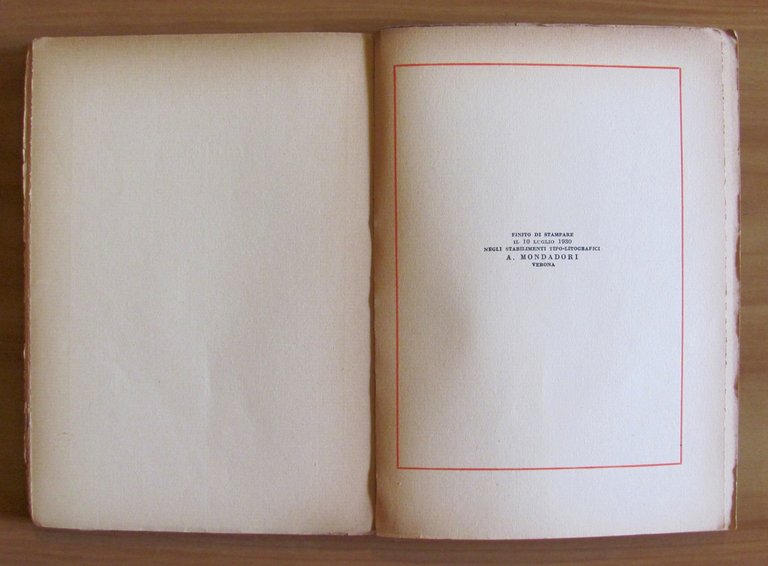 FINITO DI STAMPARE
IL 10 LUGLIO 1930
NEGLI STABILIMENTI TIPO-LITOGRAFICI
A. MONDADORI
VERONA